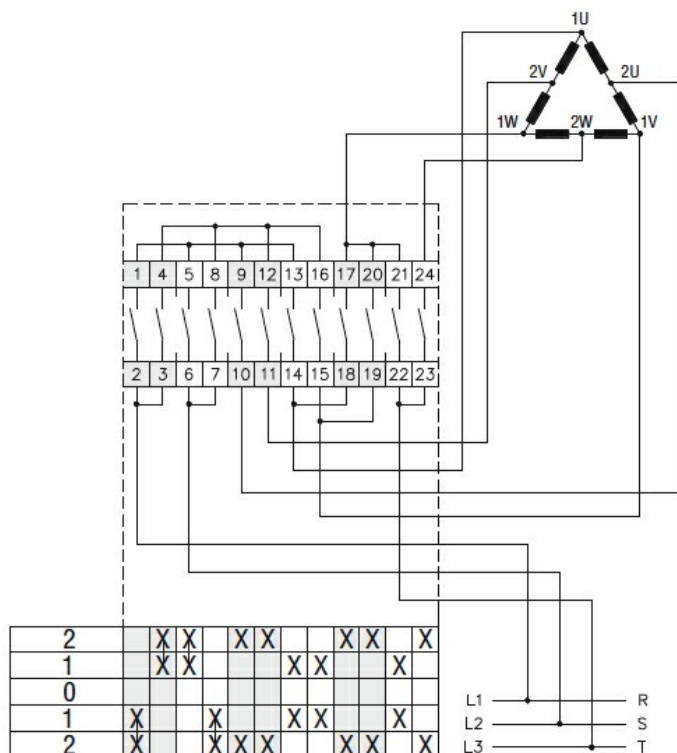 1U
2V 2U
1W 2W 1V
1 4 5 8 9 12 13 16 17 20 21 24
2 3 6 7 10 11 14 15 18 19 22 23
2 X X X X X X X
1 X X X X X
0
1 X X X X X
2 X X X X X X X
L1 R
L2 S
L3 T